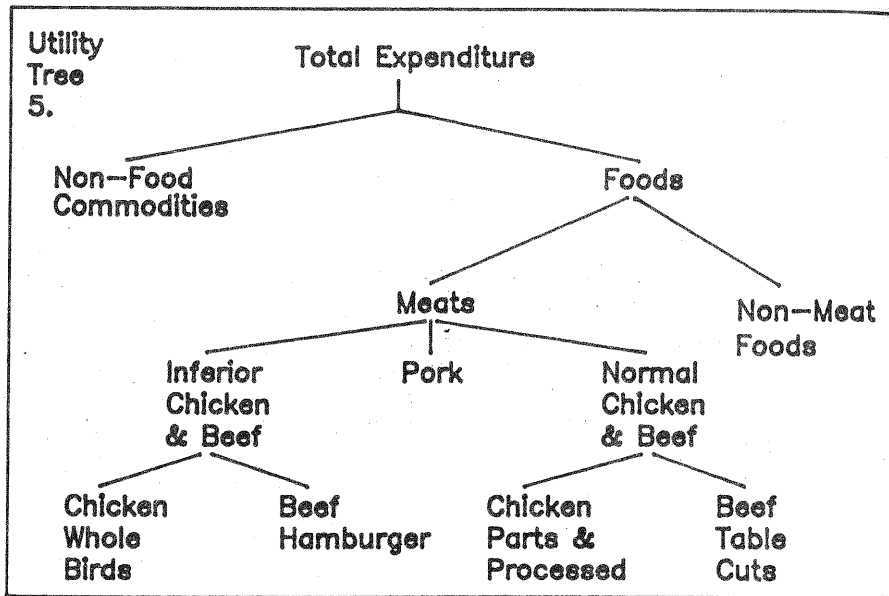 Utility
Tree
5.
Total Expenditure
Non-Food
Commodities
Foods
Meats
Non-Meat
Foods
Inferior
Chicken
& Beef
Pork
Normal
Chicken
& Beef
Chicken
Whole
Birds
Beef
Hamburger
Chicken
Parts &
Processed
Beef
Table
Cuts